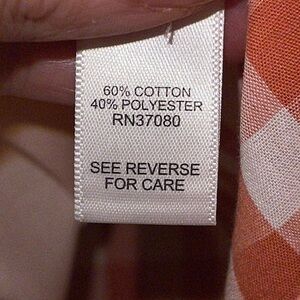 60% COTTON
40% POLYESTER
RN37080
SEE REVERSE
FOR CARE